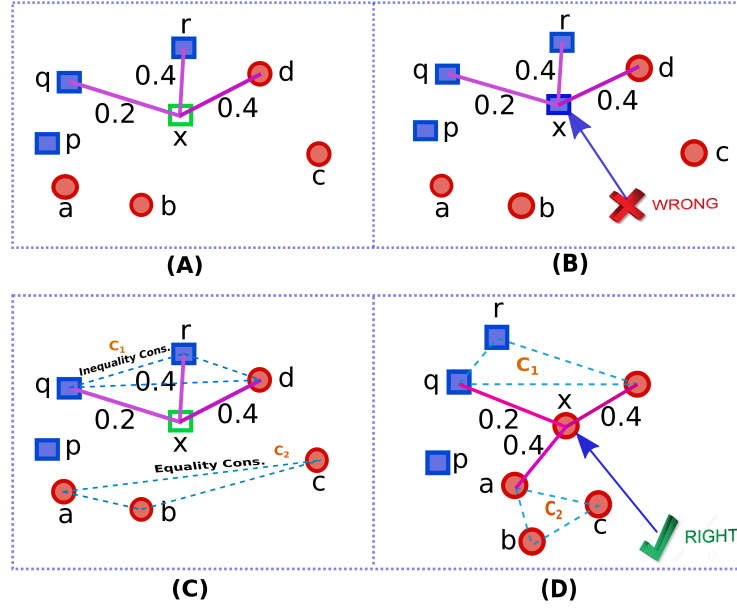 r
q
d
0.4
0.2
0.4
x
p
c
a
b
(A)
r
q
d
0.4
0.2
0.4
x
p
c
a
b
WRONG
(B)
r
C₁
Inequality Cons.
q
d
0.4
0.2
0.4
x
p
C₂
Equality Cons.
c
a
b
(C)
r
q
C₁
x
0.2
0.4
0.4
p
a
C₂
c
b
RIGHT
(D)